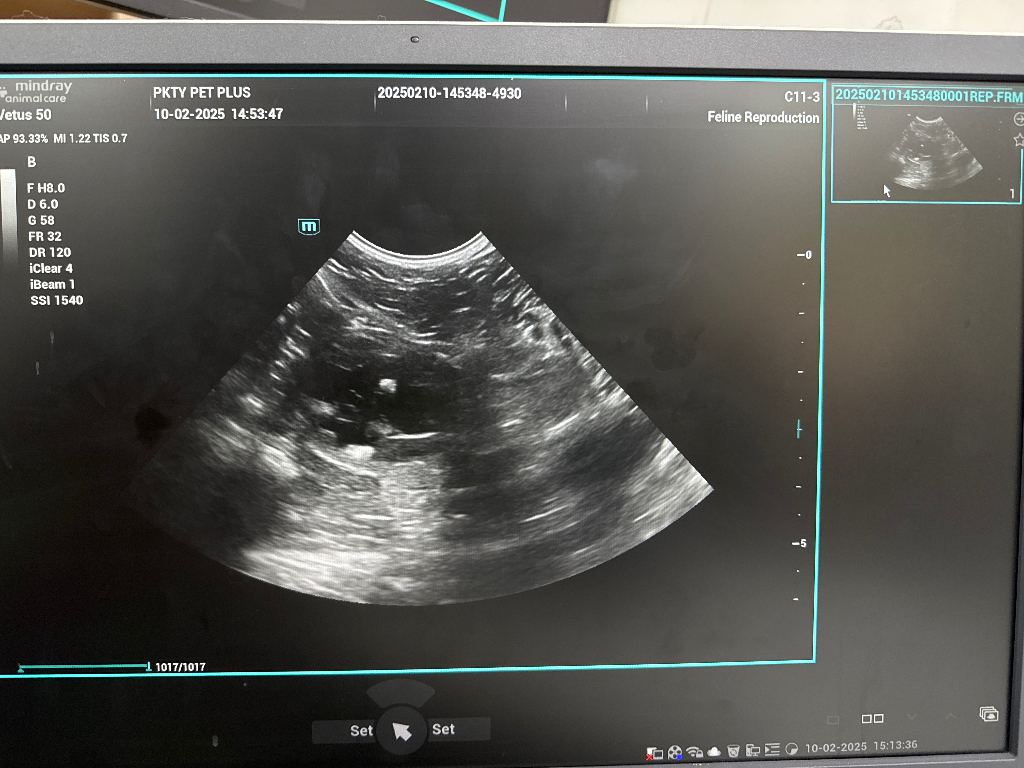 mindray
animal care
Vetus 50
PKTY PET PLUS
10-02-2025 14:53:47
20250210-145348-4930
C11-3
Feline Reproduction
AP 93.33% MI 1.22 TIS 0.7
B
F H8.0
D 6.0
G 58
FR 32
DR 120
iClear 4
iBeam 1
SSI 1540
m
0
5
1017/1017
202502101453480001REP.FRM
1
Set
Set
10-02-2025 15:13:36